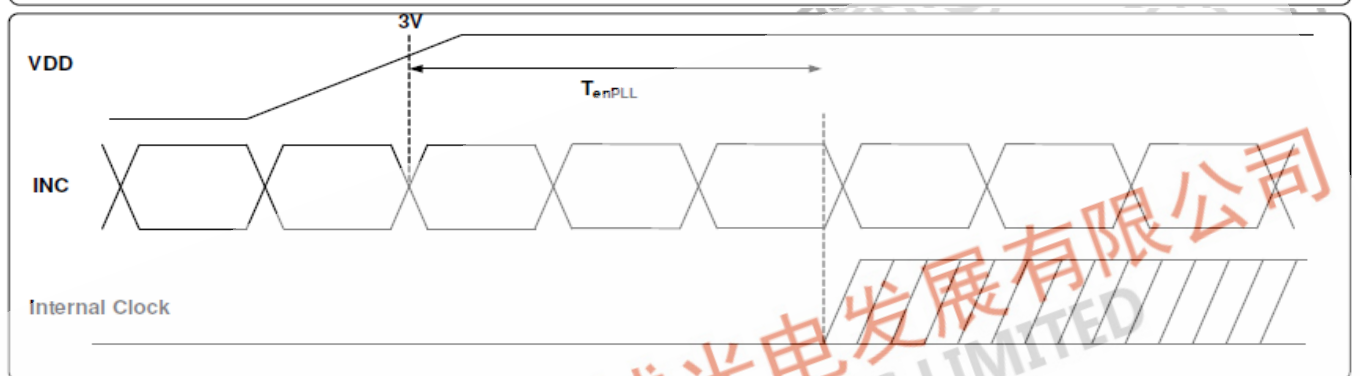 3V
VDD
TenPLL
INC
Internal Clock
光电发展有限公司
LIMITED